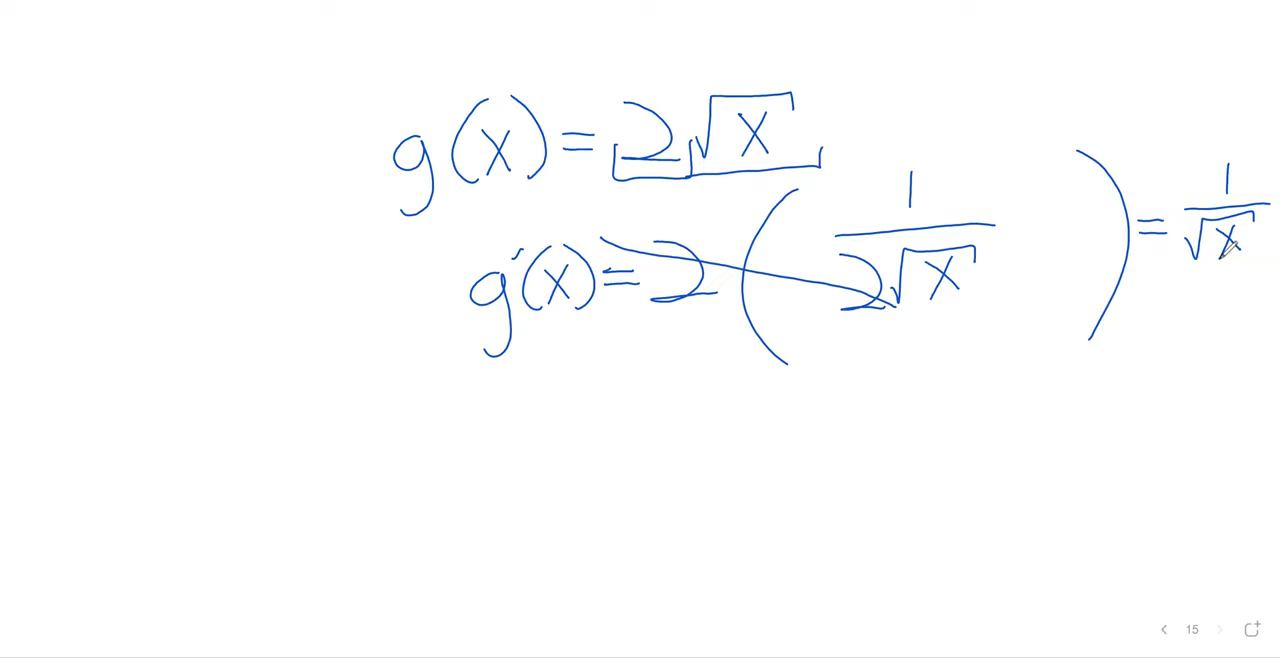 g(x) = 2√x
g'(x) = 2 ( 1/(2√x) ) = 1/√x
15